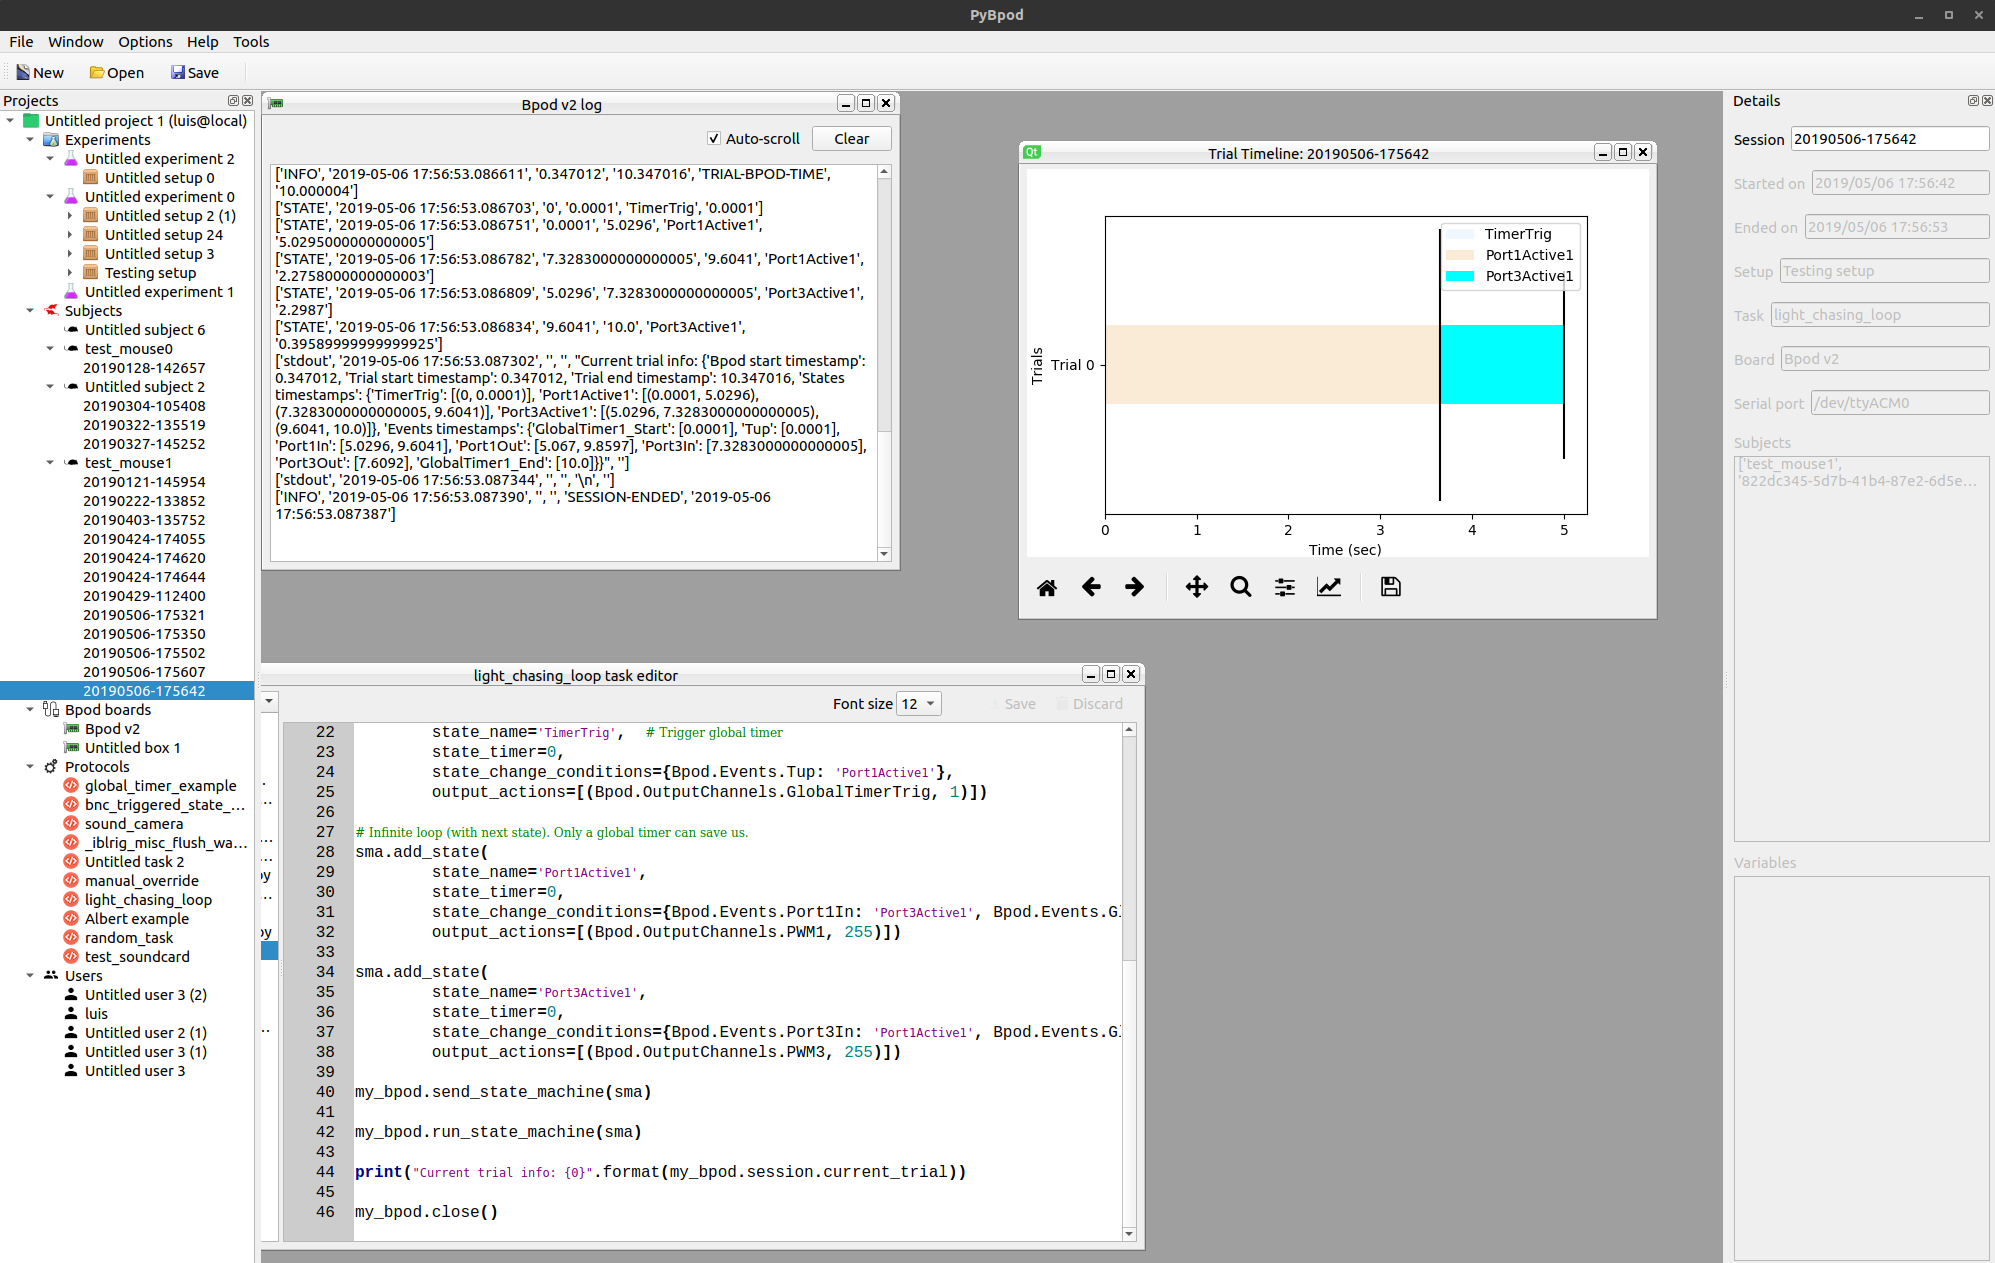 PyBpod
File Window Options Help Tools
New Open Save
Projects
Untitled project 1 (luis@local)
Experiments
Untitled experiment 2
Untitled setup 0
Untitled experiment 0
Untitled setup 2 (1)
Untitled setup 24
Untitled setup 3
Testing setup
Untitled experiment 1
Subjects
Untitled subject 6
test_mouse0
20190128-142657
Untitled subject 2
20190304-105408
20190322-135519
20190327-145252
test_mouse1
20190121-145954
20190222-133852
20190403-135752
20190424-174055
20190424-174620
20190424-174644
20190429-112400
20190506-175321
20190506-175350
20190506-175502
20190506-175607
20190506-175642
Bpod boards
Bpod v2
Untitled box 1
Protocols
global_timer_example
bnc_triggered_state_...
sound_camera
_iblrig_misc_flush_wa...
Untitled task 2
manual_override
light_chasing_loop
Albert example
random_task
test_soundcard
Users
Untitled user 3 (2)
luis
Untitled user 2 (1)
Untitled user 3 (1)
Untitled user 3
Bpod v2 log
Auto-scroll Clear
['INFO', '2019-05-06 17:56:53.086611', '0.347012', '10.347016', 'TRIAL-BPOD-TIME',
'10.000004']
['STATE', '2019-05-06 17:56:53.086703', '0', '0.0001', 'TimerTrig', '0.0001']
['STATE', '2019-05-06 17:56:53.086751', '0.0001', '5.0296', 'Port1Active1',
'5.0295000000000005']
['STATE', '2019-05-06 17:56:53.086782', '7.3283000000000005', '9.6041', 'Port1Active1',
'2.2758000000000003']
['STATE', '2019-05-06 17:56:53.086809', '5.0296', '7.3283000000000005', 'Port3Active1',
'2.2987']
['STATE', '2019-05-06 17:56:53.086834', '9.6041', '10.0', 'Port3Active1',
'0.39589999999999925']
['stdout', '2019-05-06 17:56:53.087302', '', '', "Current trial info: {'Bpod start timestamp':
0.347012, 'Trial start timestamp': 0.347012, 'Trial end timestamp': 10.347016, 'States
timestamps': {'TimerTrig': [(0, 0.0001)], 'Port1Active1': [(0.0001, 5.0296),
(7.3283000000000005, 9.6041)], 'Port3Active1': [(5.0296, 7.3283000000000005),
(9.6041, 10.0)]}, 'Events timestamps': {'GlobalTimer1_Start': [0.0001], 'Tup': [0.0001],
'Port1In': [5.0296, 9.6041], 'Port1Out': [5.067, 9.8597], 'Port3In': [7.3283000000000005],
'Port3Out': [7.6092], 'GlobalTimer1_End': [10.0]}}", '']
['stdout', '2019-05-06 17:56:53.087344', '', '', '\n', '']
['INFO', '2019-05-06 17:56:53.087390', '', '', 'SESSION-ENDED', '2019-05-06
17:56:53.087387']
Trial Timeline: 20190506-175642
TimerTrig
Port1Active1
Port3Active1
Trials
Trial 0
0 1 2 3 4 5
Time (sec)
light_chasing_loop task editor
Font size 12 Save Discard
22 state_name='TimerTrig', # Trigger global timer
23 state_timer=0,
24 state_change_conditions={Bpod.Events.Tup: 'Port1Active1'},
25 output_actions=[(Bpod.OutputChannels.GlobalTimerTrig, 1)])
26
27 # Infinite loop (with next state). Only a global timer can save us.
28 sma.add_state(
29 state_name='Port1Active1',
30 state_timer=0,
31 state_change_conditions={Bpod.Events.Port1In: 'Port3Active1', Bpod.Events.Gl
32 output_actions=[(Bpod.OutputChannels.PWM1, 255)])
33
34 sma.add_state(
35 state_name='Port3Active1',
36 state_timer=0,
37 state_change_conditions={Bpod.Events.Port3In: 'Port1Active1', Bpod.Events.Gl
38 output_actions=[(Bpod.OutputChannels.PWM3, 255)])
39
40 my_bpod.send_state_machine(sma)
41
42 my_bpod.run_state_machine(sma)
43
44 print("Current trial info: {0}".format(my_bpod.session.current_trial))
45
46 my_bpod.close()
Details
Session 20190506-175642
Started on 2019/05/06 17:56:42
Ended on 2019/05/06 17:56:53
Setup Testing setup
Task light_chasing_loop
Board Bpod v2
Serial port /dev/ttyACM0
Subjects
['test_mouse1',
'822dc345-5d7b-41b4-87e2-6d5e...
Variables